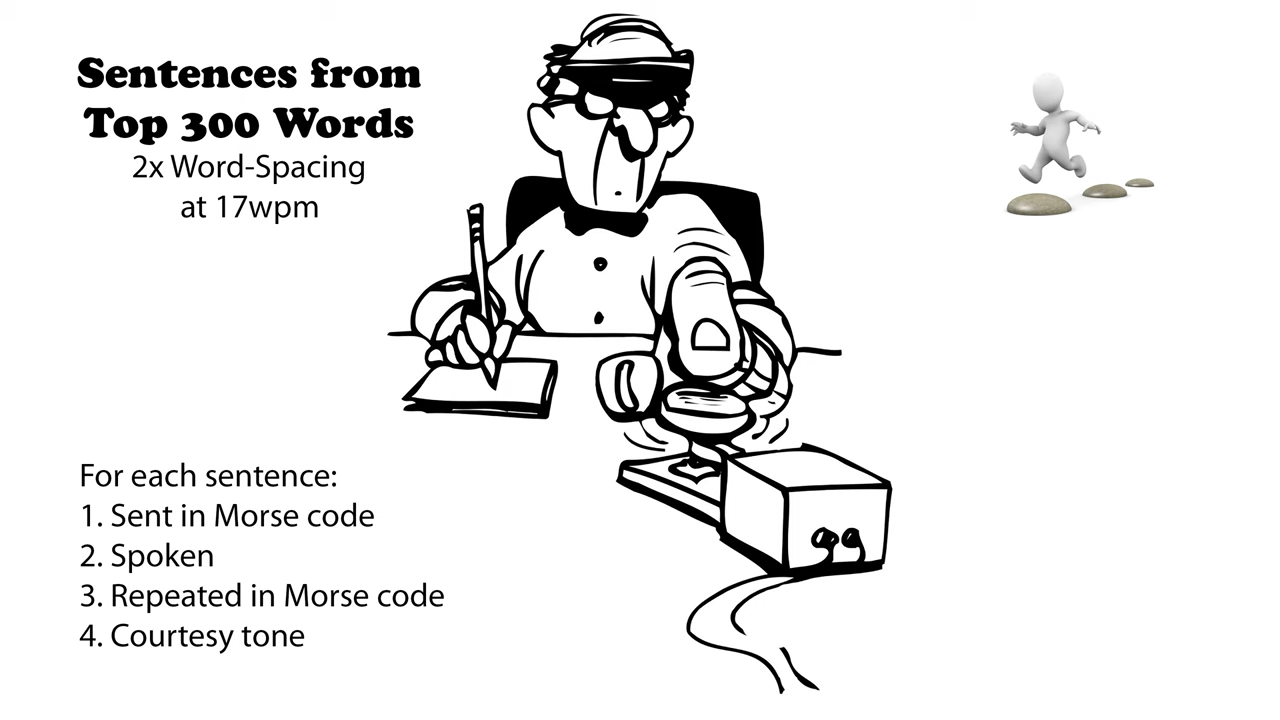 Sentences from
Top 300 Words
2x Word-Spacing
at 17wpm
For each sentence:
1. Sent in Morse code
2. Spoken
3. Repeated in Morse code
4. Courtesy tone